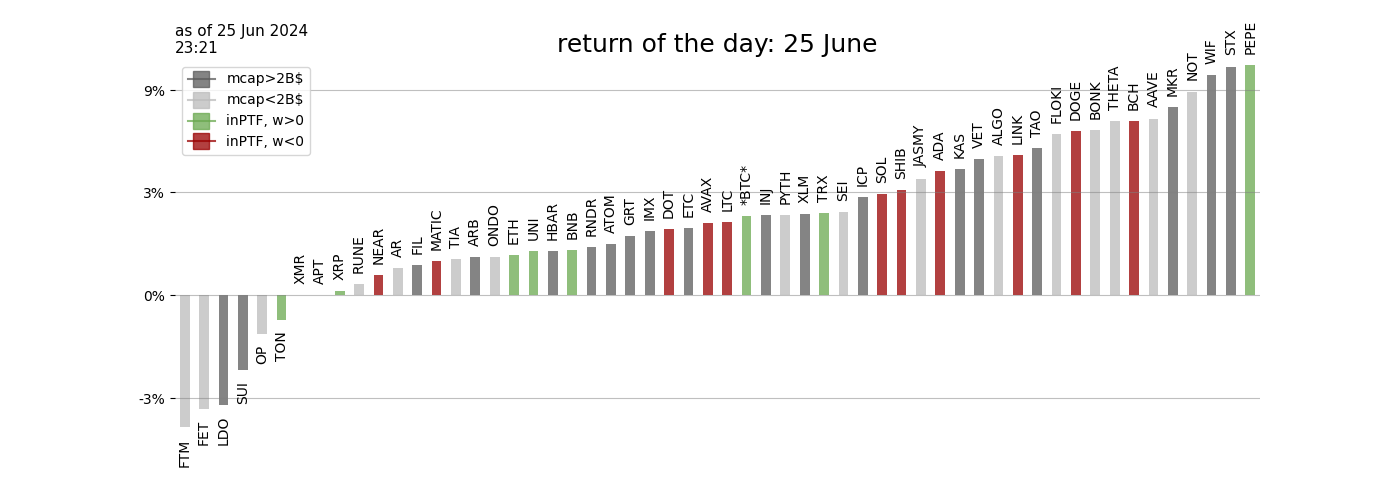 as of 25 Jun 2024
23:21
return of the day: 25 June
mcap>2B$
mcap<2B$
inPTF, w>0
inPTF, w<0
9%
3%
0%
-3%
FTM
FET
LDO
SUI
OP
TON
XMR
APT
XRP
RUNE
NEAR
AR
FIL
MATIC
TIA
ARB
ONDO
ETH
UNI
HBAR
BNB
RNDR
ATOM
GRT
IMX
DOT
ETC
AVAX
LTC
*BTC*
INJ
PYTH
XLM
TRX
SEI
ICP
SOL
SHIB
JASMY
ADA
KAS
VET
ALGO
LINK
TAO
FLOKI
DOGE
BONK
THETA
BCH
AAVE
MKR
NOT
WIF
STX
PEPE